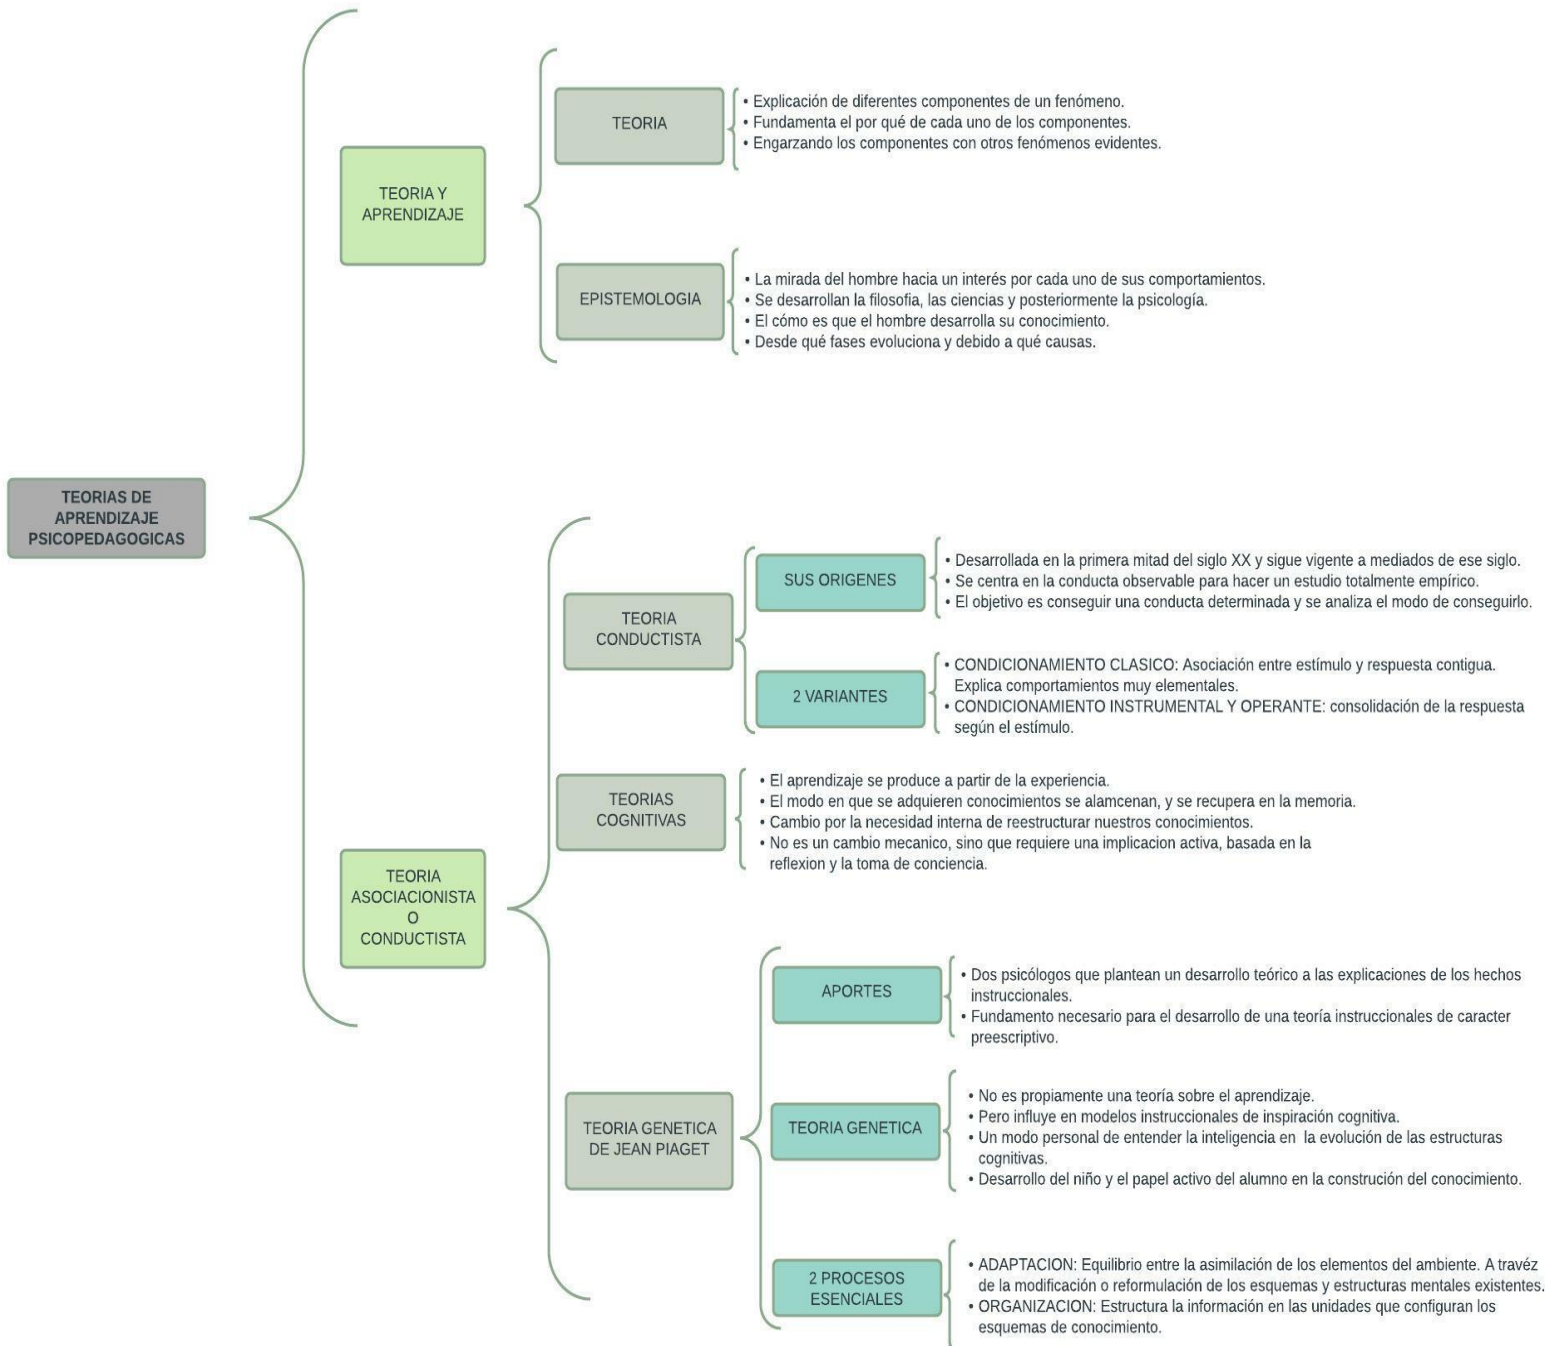 TEORIAS DE
APRENDIZAJE
PSICOPEDAGOGICAS
TEORIA Y
APRENDIZAJE
TEORIA
• Explicación de diferentes componentes de un fenómeno.
• Fundamenta el por qué de cada uno de los componentes.
• Engarzando los componentes con otros fenómenos evidentes.
EPISTEMOLOGIA
• La mirada del hombre hacia un interés por cada uno de sus comportamientos.
• Se desarrollan la filosofia, las ciencias y posteriormente la psicología.
• El cómo es que el hombre desarrolla su conocimiento.
• Desde qué fases evoluciona y debido a qué causas.
TEORIA
ASOCIACIONISTA
O
CONDUCTISTA
TEORIA
CONDUCTISTA
SUS ORIGENES
• Desarrollada en la primera mitad del siglo XX y sigue vigente a mediados de ese siglo.
• Se centra en la conducta observable para hacer un estudio totalmente empírico.
• El objetivo es conseguir una conducta determinada y se analiza el modo de conseguirlo.
2 VARIANTES
• CONDICIONAMIENTO CLASICO: Asociación entre estímulo y respuesta contigua.
Explica comportamientos muy elementales.
• CONDICIONAMIENTO INSTRUMENTAL Y OPERANTE: consolidación de la respuesta
según el estímulo.
TEORIAS
COGNITIVAS
• El aprendizaje se produce a partir de la experiencia.
• El modo en que se adquieren conocimientos se alamcenan, y se recupera en la memoria.
• Cambio por la necesidad interna de reestructurar nuestros conocimientos.
• No es un cambio mecanico, sino que requiere una implicacion activa, basada en la
reflexion y la toma de conciencia.
TEORIA GENETICA
DE JEAN PIAGET
APORTES
• Dos psicólogos que plantean un desarrollo teórico a las explicaciones de los hechos
instruccionales.
• Fundamento necesario para el desarrollo de una teoría instruccionales de caracter
preescriptivo.
TEORIA GENETICA
• No es propiamente una teoría sobre el aprendizaje.
• Pero influye en modelos instruccionales de inspiración cognitiva.
• Un modo personal de entender la inteligencia en la evolución de las estructuras
cognitivas.
• Desarrollo del niño y el papel activo del alumno en la construción del conocimiento.
2 PROCESOS
ESENCIALES
• ADAPTACION: Equilibrio entre la asimilación de los elementos del ambiente. A travéz
de la modificación o reformulación de los esquemas y estructuras mentales existentes.
• ORGANIZACION: Estructura la información en las unidades que configuran los
esquemas de conocimiento.